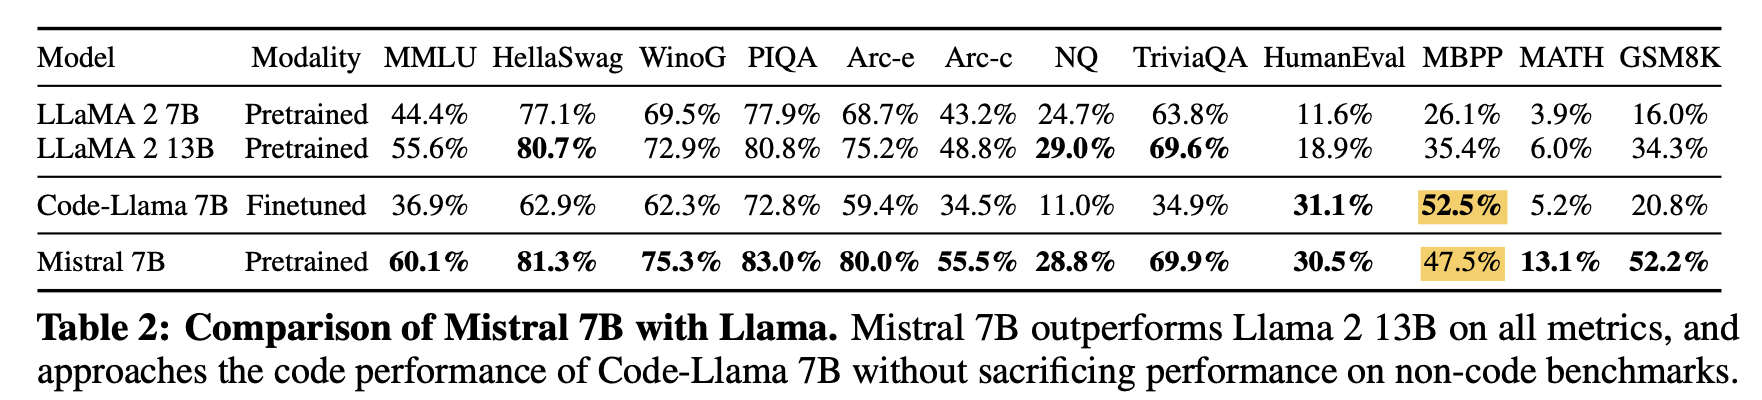 Model Modality MMLU HellaSwag WinoG PIQA Arc-e Arc-c NQ TriviaQA HumanEval MBPP MATH GSM8K
LLaMA 2 7B Pretrained 44.4% 77.1% 69.5% 77.9% 68.7% 43.2% 24.7% 63.8% 11.6% 26.1% 3.9% 16.0%
LLaMA 2 13B Pretrained 55.6% 80.7% 72.9% 80.8% 75.2% 48.8% 29.0% 69.6% 18.9% 35.4% 6.0% 34.3%
Code-Llama 7B Finetuned 36.9% 62.9% 62.3% 72.8% 59.4% 34.5% 11.0% 34.9% 31.1% 52.5% 5.2% 20.8%
Mistral 7B Pretrained 60.1% 81.3% 75.3% 83.0% 80.0% 55.5% 28.8% 69.9% 30.5% 47.5% 13.1% 52.2%
Table 2: Comparison of Mistral 7B with Llama. Mistral 7B outperforms Llama 2 13B on all metrics, and
approaches the code performance of Code-Llama 7B without sacrificing performance on non-code benchmarks.